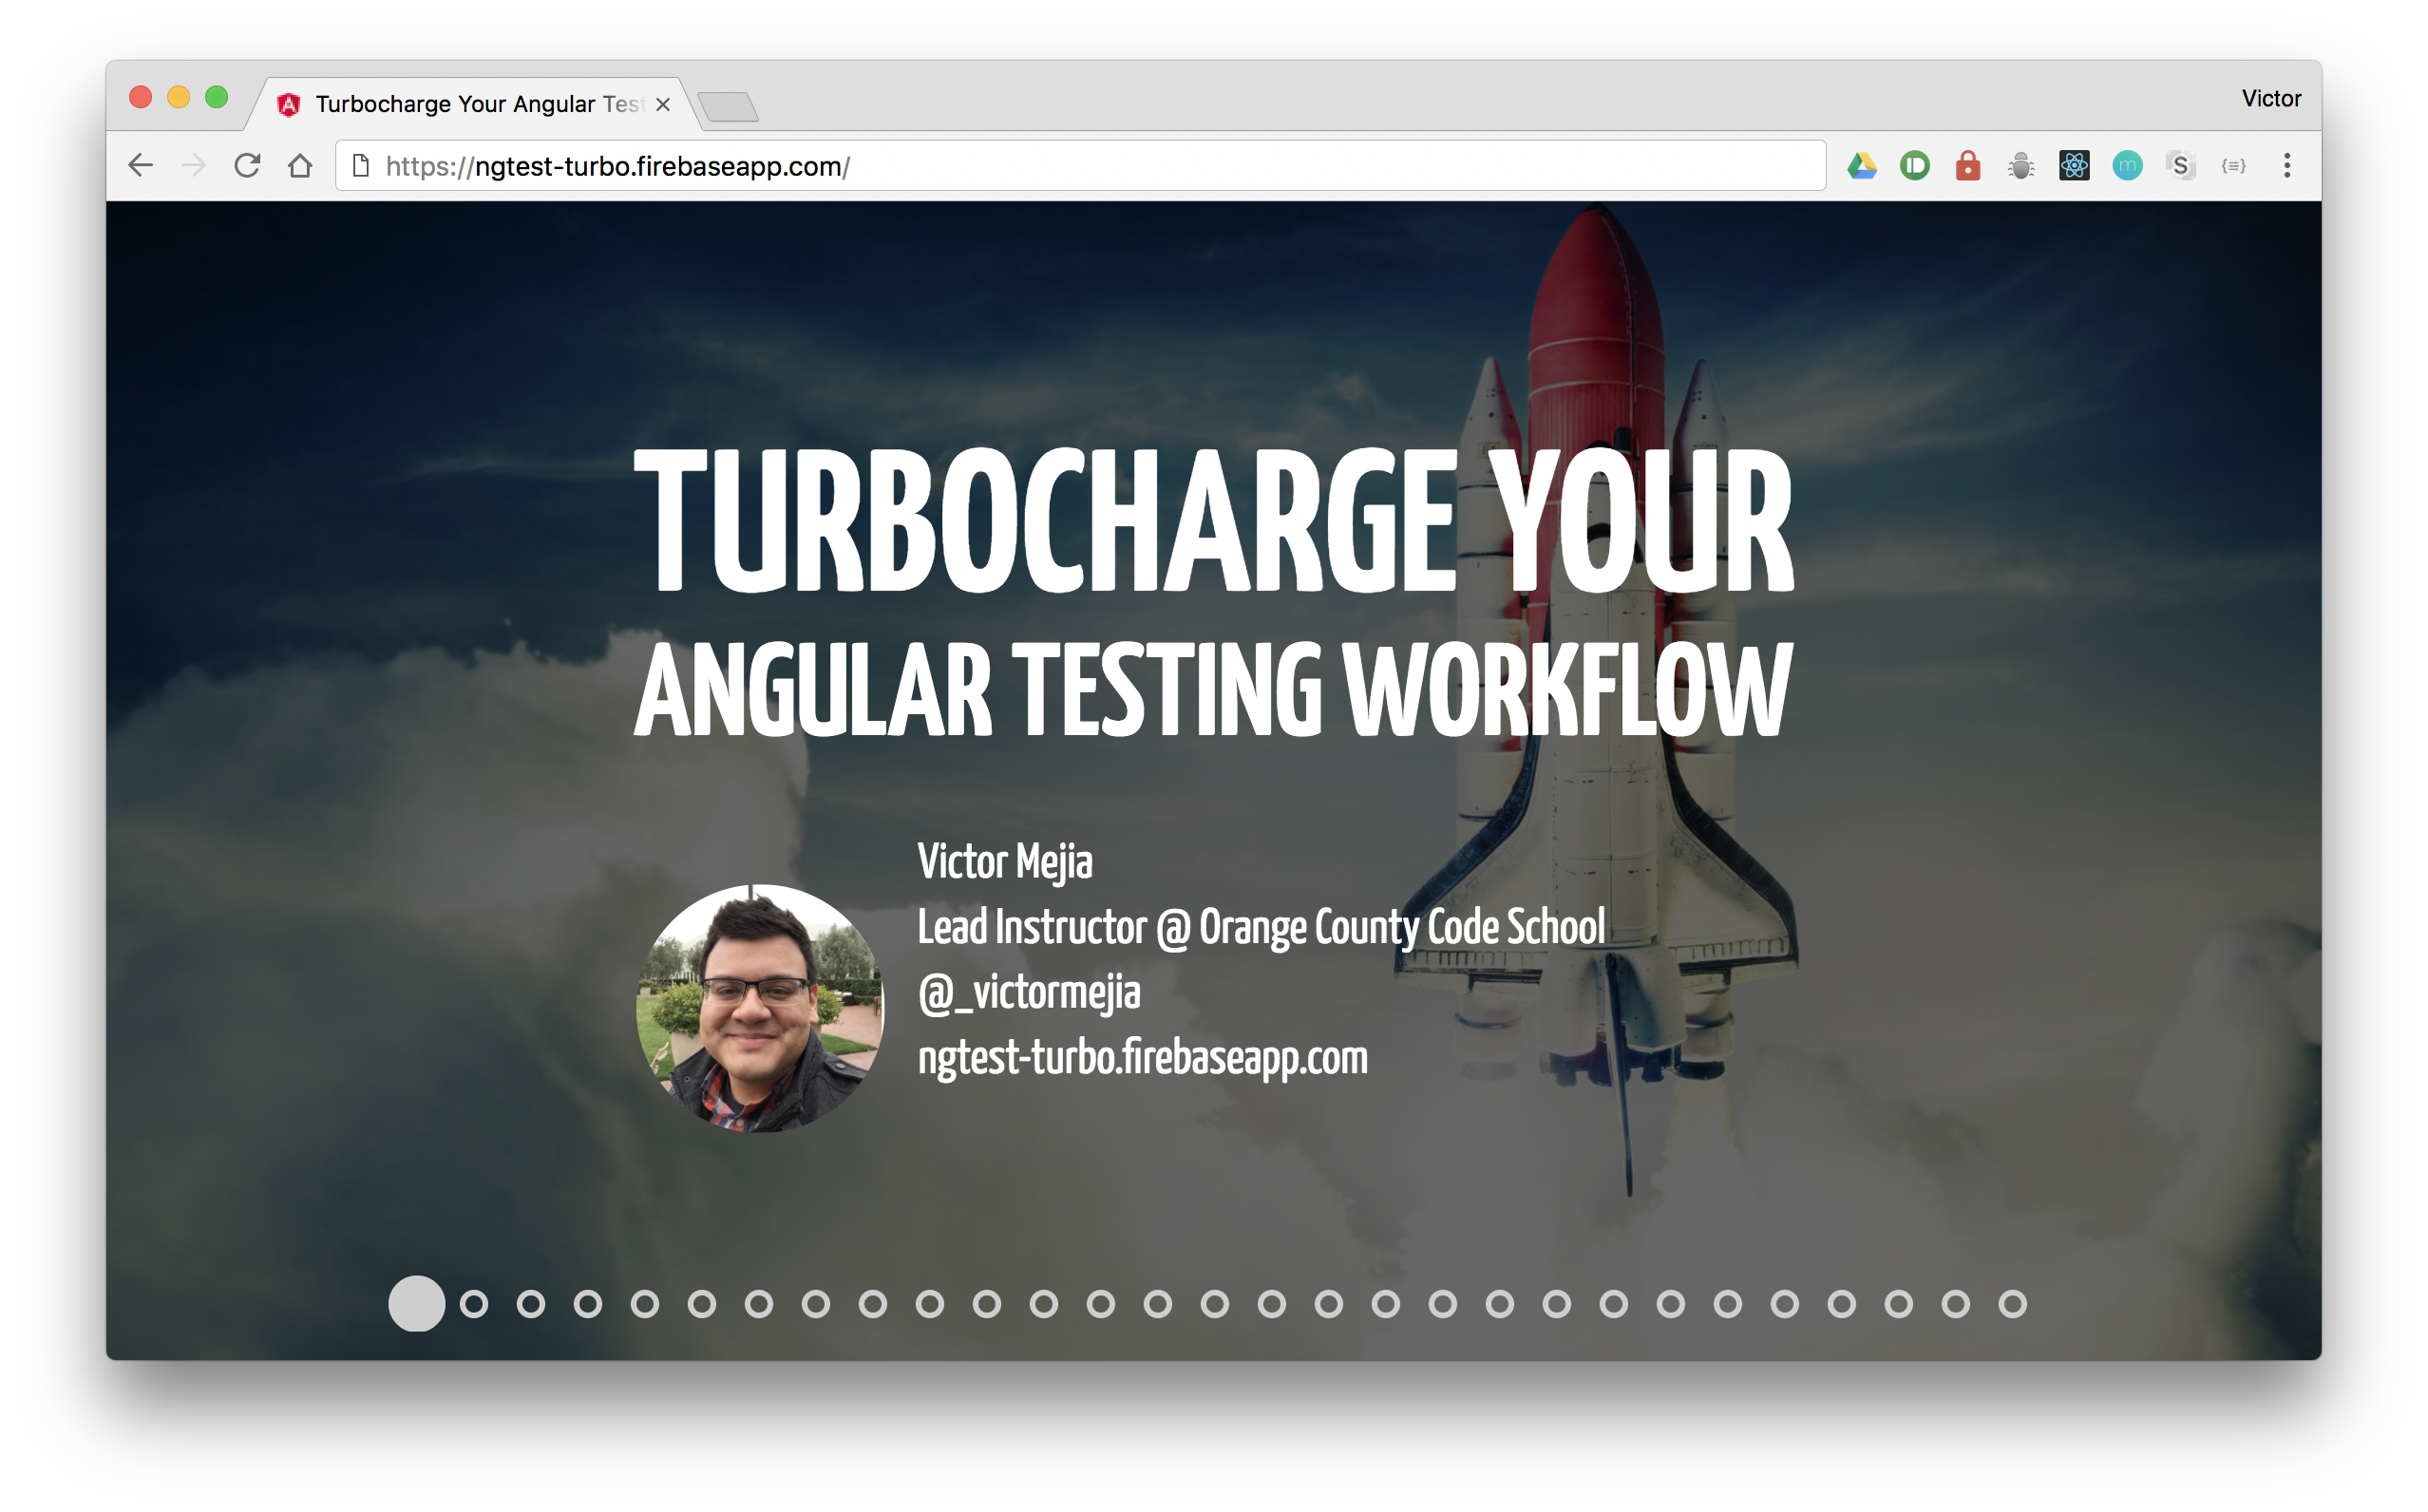 Turbocharge Your Angular Test
Victor
https://ngtest-turbo.firebaseapp.com/
m
S
{≡}
TURBOCHARGE YOUR
ANGULAR TESTING WORKFLOW
Victor Mejia
Lead Instructor @ Orange County Code School
@_victormejia
ngtest-turbo.firebaseapp.com